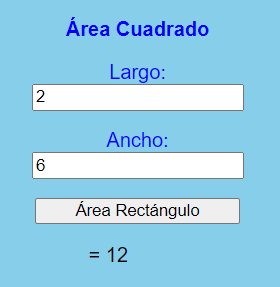 Área Cuadrado
Largo:
2
Ancho:
6
Área Rectángulo
= 12